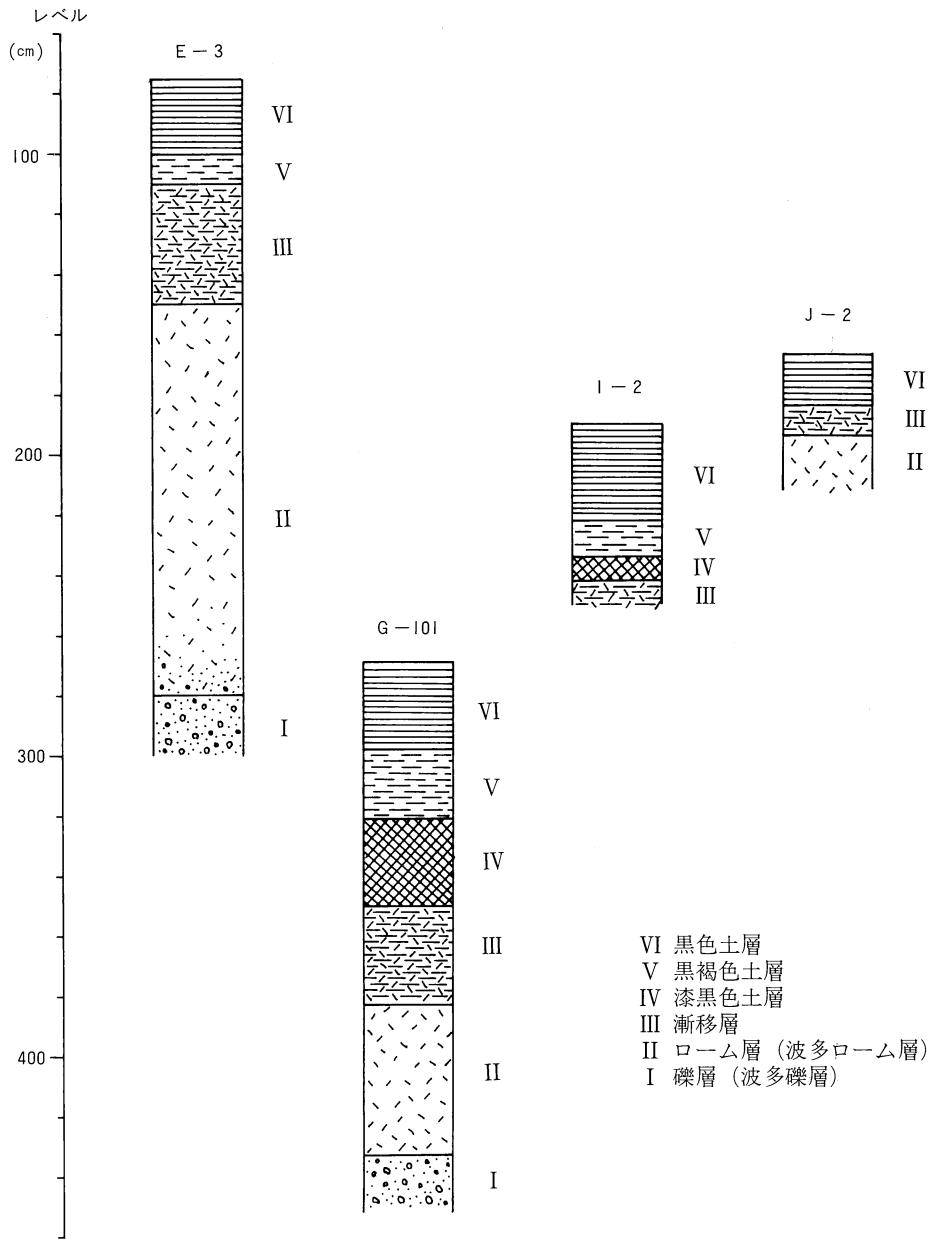 レベル
(cm)
100
200
300
400
E-3
VI
V
III
II
I
G-101
VI
V
IV
III
II
I
I-2
VI
V
IV
III
J-2
VI
III
II
VI 黒色土層
V 黒褐色土層
IV 漆黒色土層
III 漸移層
II ローム層(波多ローム層)
I 礫層(波多礫層)